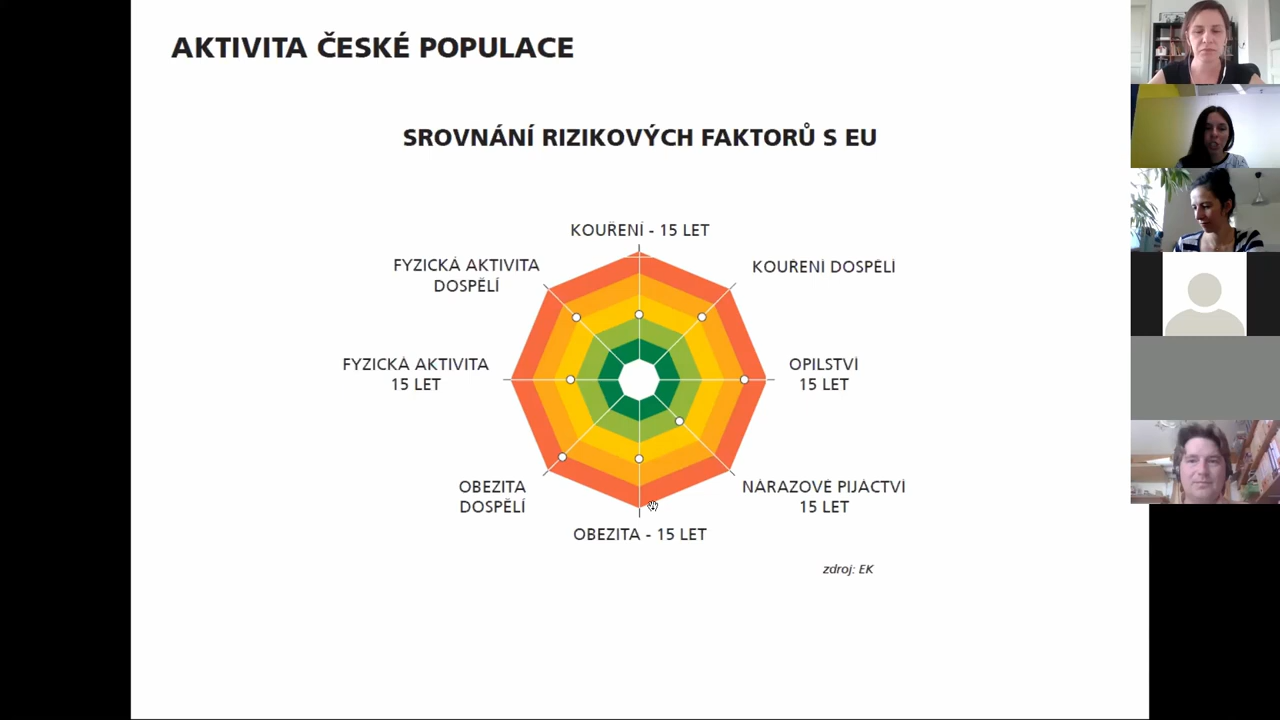 AKTIVITA ČESKÉ POPULACE
SROVNÁNÍ RIZIKOVÝCH FAKTORŮ S EU
KOUŘENÍ - 15 LET
FYZICKÁ AKTIVITA
DOSPĚLÍ
KOUŘENÍ DOSPĚLÍ
FYZICKÁ AKTIVITA
15 LET
OPILSTVÍ
15 LET
OBEZITA
DOSPĚLÍ
NÁRAZOVÉ PIJÁCTVÍ
15 LET
OBEZITA - 15 LET
zdroj: EK